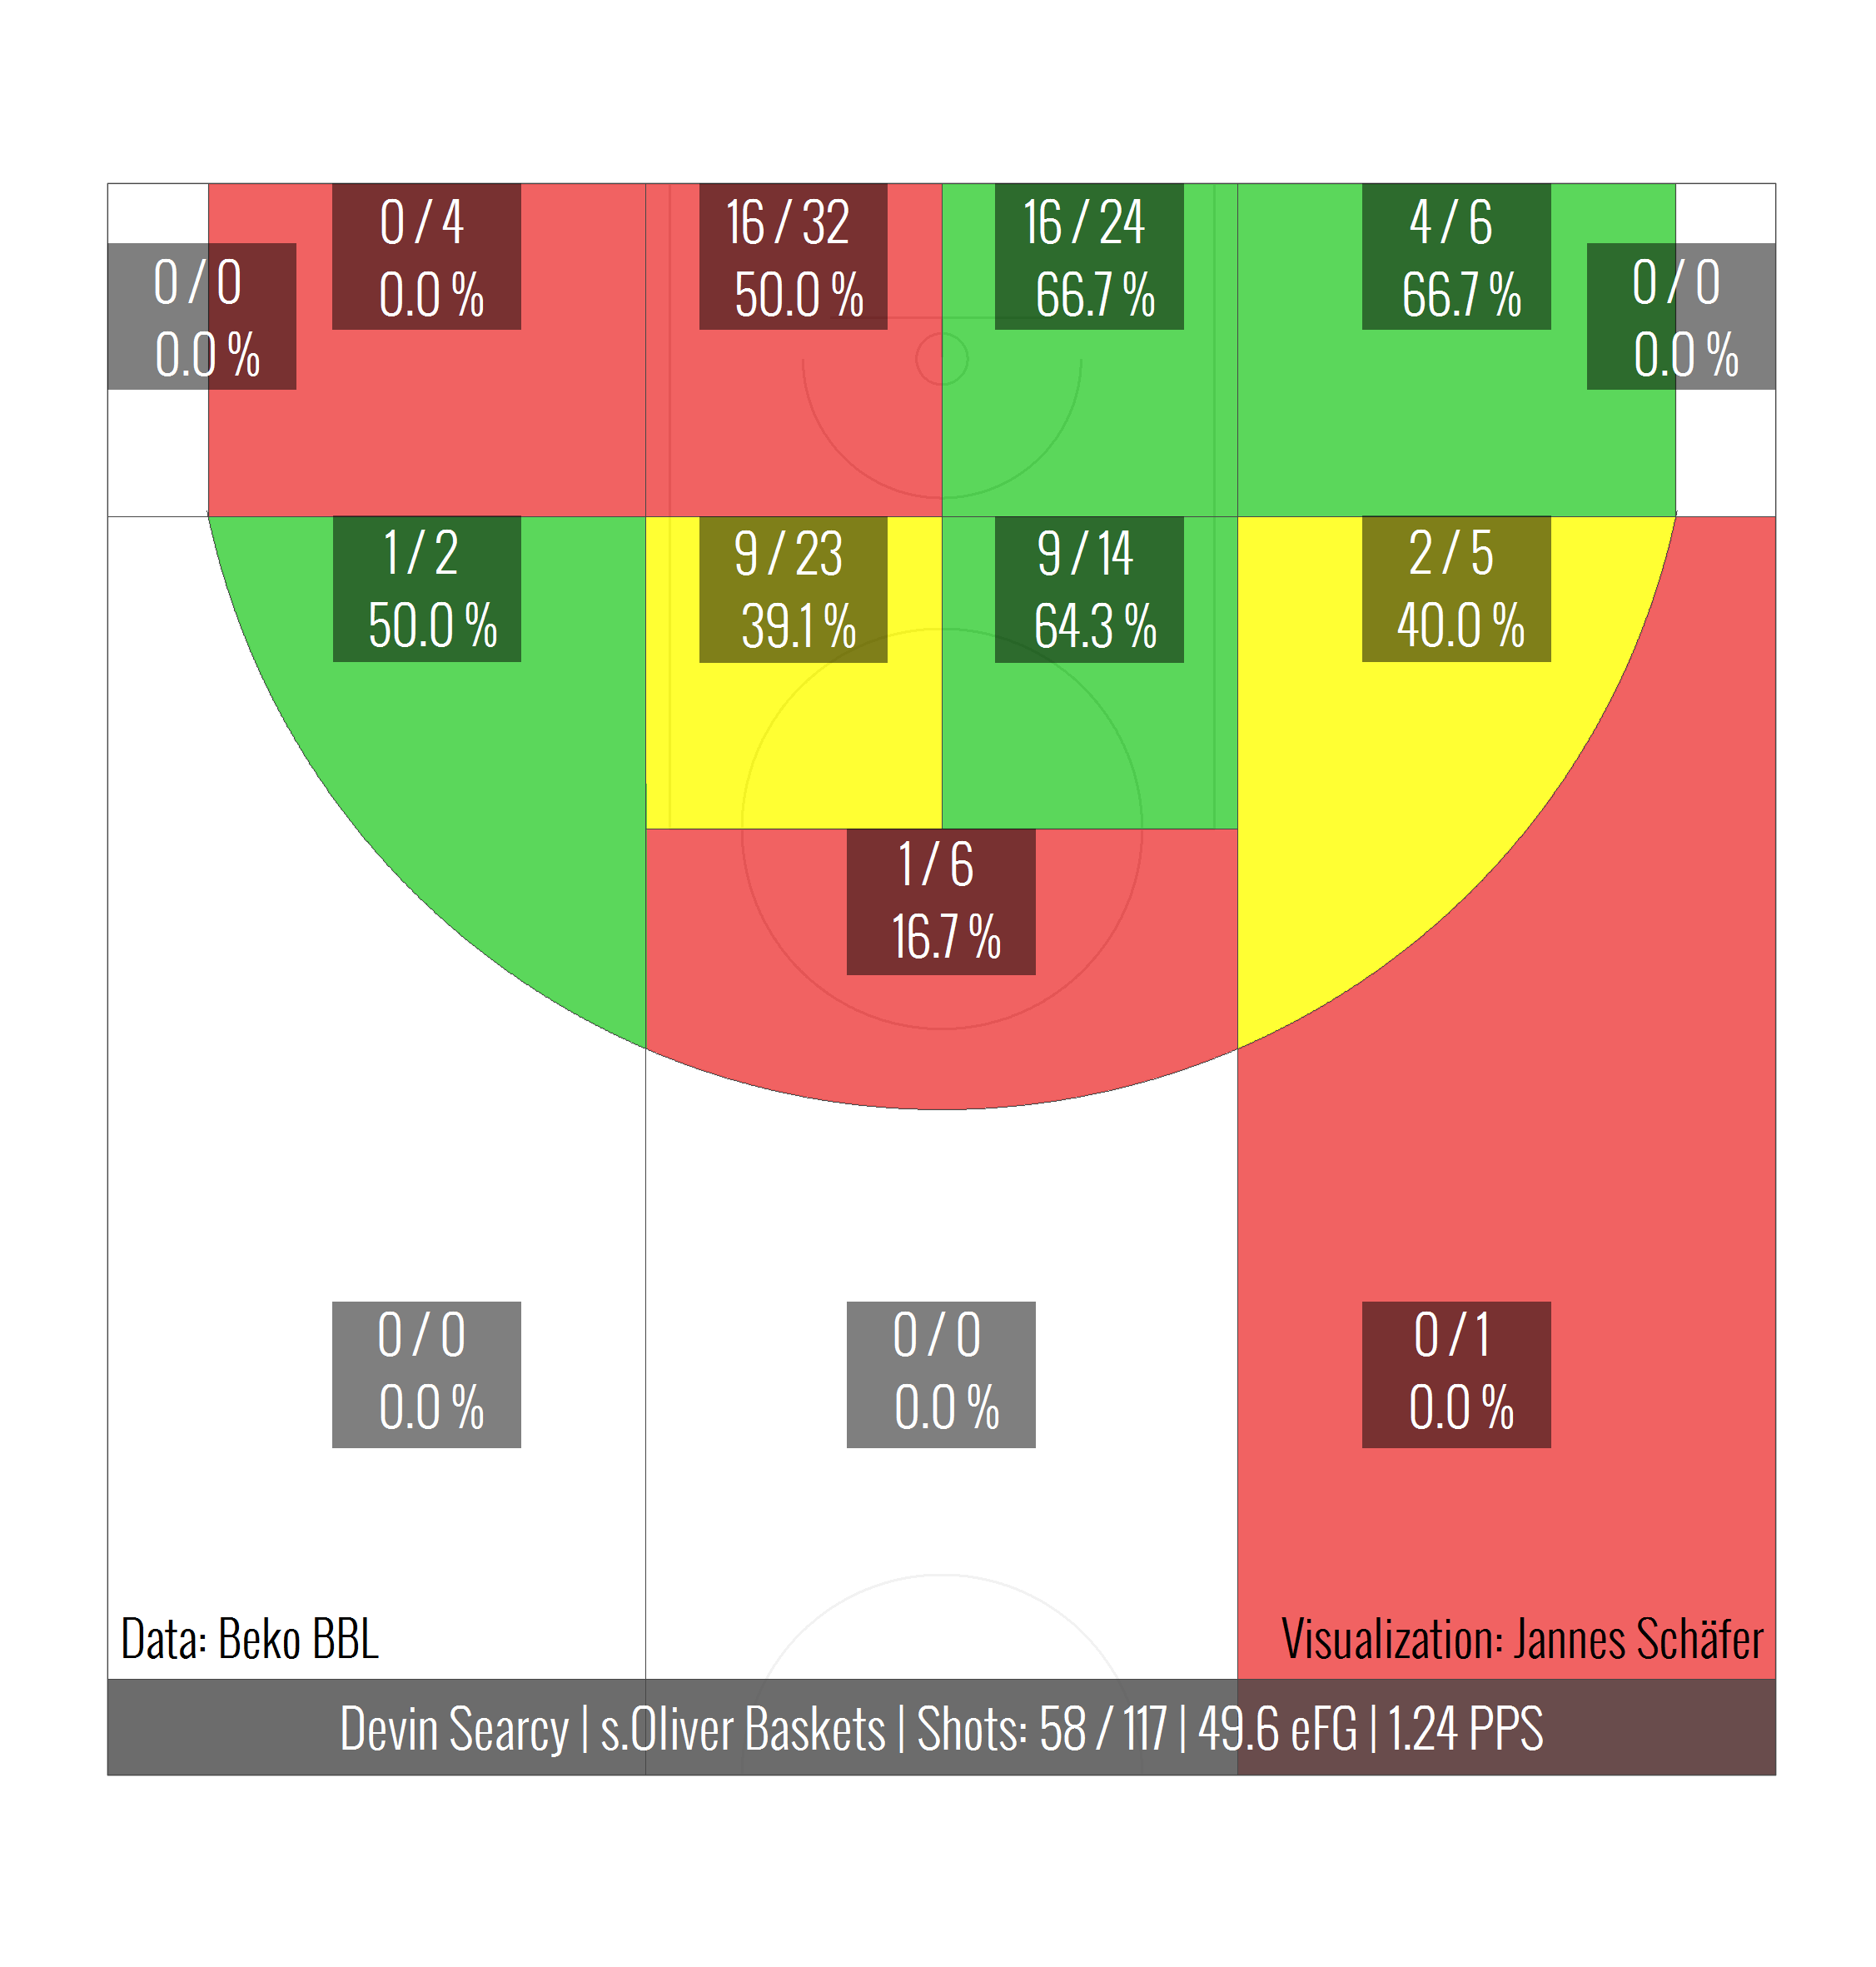 0 / 4
0.0 %
16 / 32
50.0 %
16 / 24
66.7 %
4 / 6
66.7 %
0 / 0
0.0 %
0 / 0
0.0 %
1 / 2
50.0 %
9 / 23
39.1 %
9 / 14
64.3 %
2 / 5
40.0 %
1 / 6
16.7 %
0 / 0
0.0 %
0 / 0
0.0 %
0 / 1
0.0 %
Data: Beko BBL
Visualization: Jannes Schäfer
Devin Searcy | s.Oliver Baskets | Shots: 58 / 117 | 49.6 eFG | 1.24 PPS